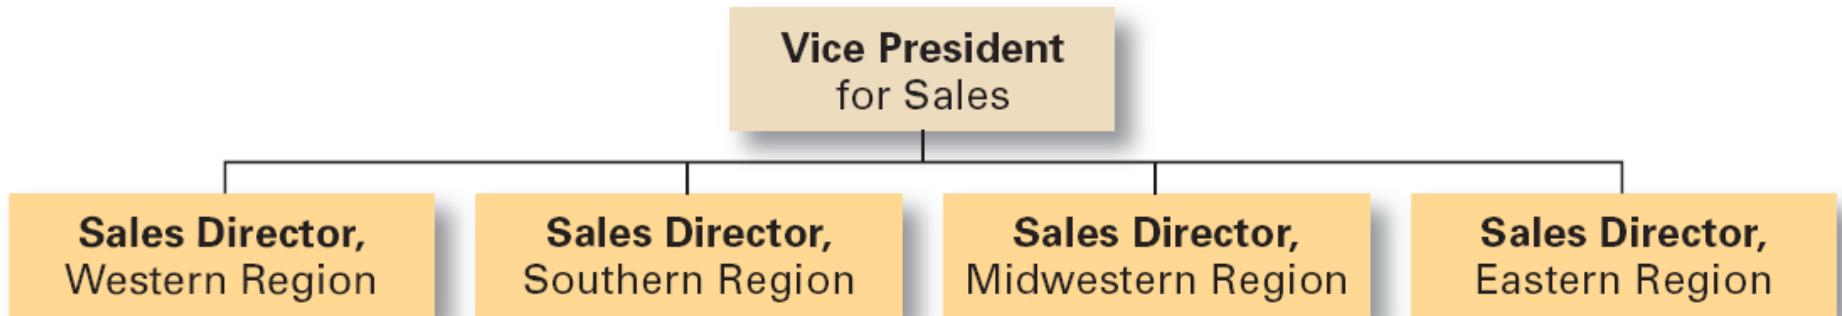 Vice President
for Sales
Sales Director,
Western Region
Sales Director,
Southern Region
Sales Director,
Midwestern Region
Sales Director,
Eastern Region